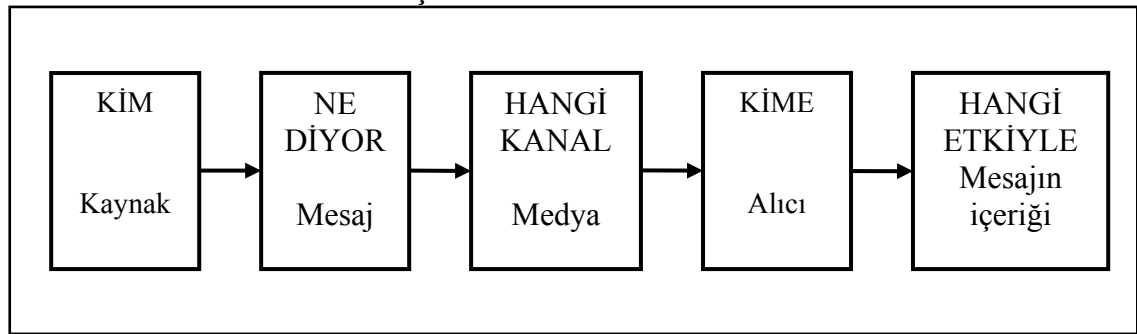 KİM
Kaynak
NE
DİYOR
Mesaj
HANGİ
KANAL
Medya
KİME
Alıcı
HANGİ
ETKİYLE
Mesajın
içeriği